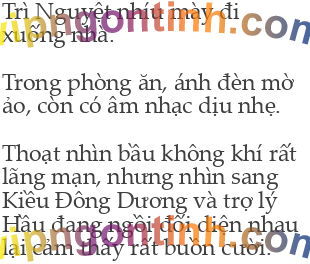 Trì Nguyệt nhíu mày đi
xuống nhà.
Trong phòng ăn, ánh đèn mờ
ảo, còn có âm nhạc dịu nhẹ.
Thoạt nhìn bầu không khí rất
lãng mạn, nhưng nhìn sang
Kiều Đông Dương và trợ lý
Hầu đang ngồi đối diện nhau
lại cảm thấy rất buồn cười.